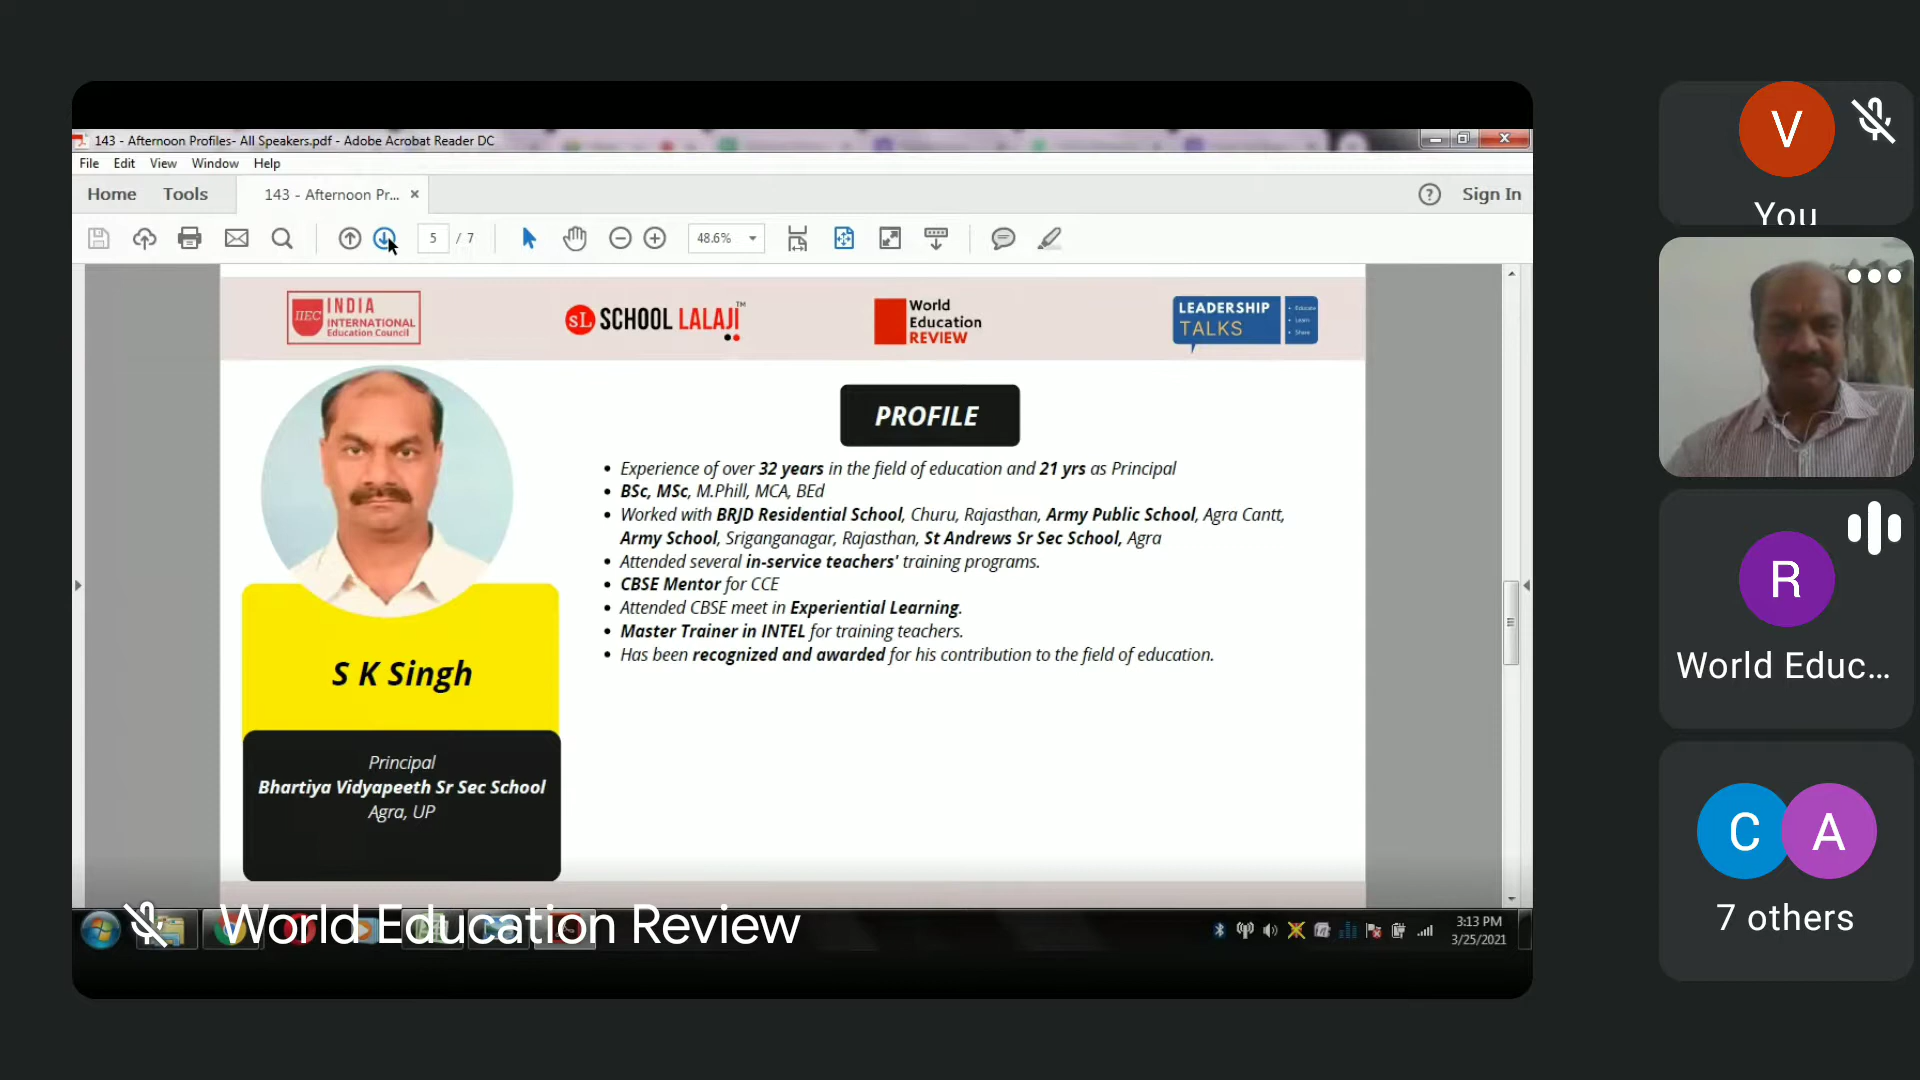 143 - Afternoon Profiles- All Speakers.pdf - Adobe Acrobat Reader DC
File Edit View Window Help
Home Tools 143 - Afternoon Pr... × Sign In
5 / 7 48.6%
IIEC INDIA INTERNATIONAL Education Council
sL SCHOOL LALAJI™
World Education REVIEW
LEADERSHIP TALKS
Educate
Learn
Share
PROFILE
• Experience of over 32 years in the field of education and 21 yrs as Principal
• BSc, MSc, M.Phill, MCA, BEd
• Worked with BRJD Residential School, Churu, Rajasthan, Army Public School, Agra Cantt,
Army School, Sriganganagar, Rajasthan, St Andrews Sr Sec School, Agra
• Attended several in-service teachers' training programs.
• CBSE Mentor for CCE
• Attended CBSE meet in Experiential Learning.
• Master Trainer in INTEL for training teachers.
• Has been recognized and awarded for his contribution to the field of education.
S K Singh
Principal
Bhartiya Vidyapeeth Sr Sec School
Agra, UP
World Education Review
3:13 PM
3/25/2021
V
You
R
World Educ...
C A
7 others